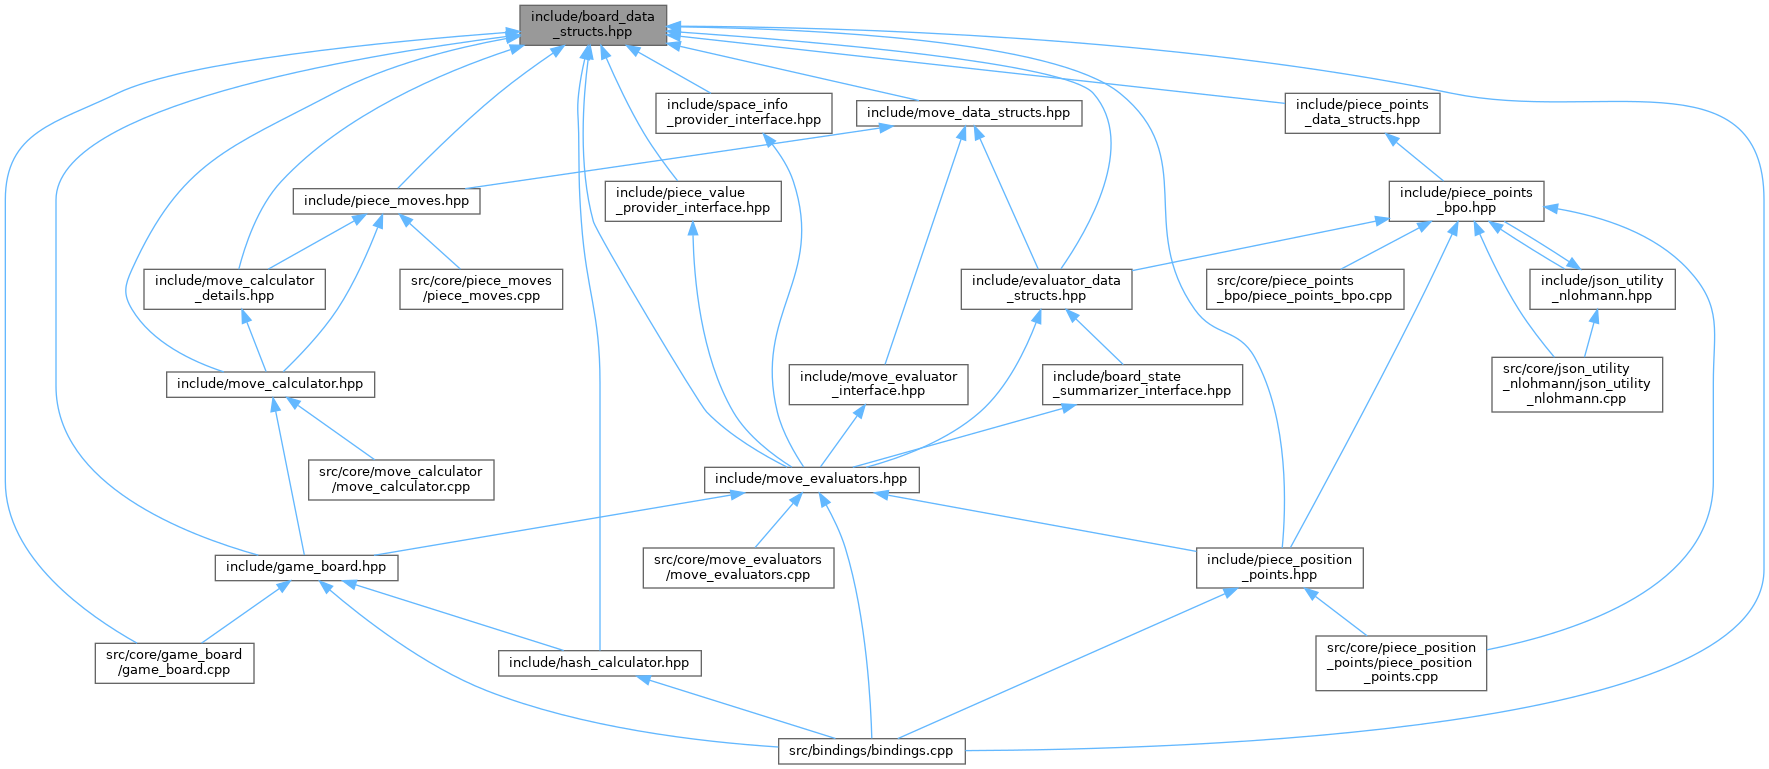 include/board_data
_structs.hpp
include/space_info
_provider_interface.hpp
include/move_data_structs.hpp
include/piece_points
_data_structs.hpp
include/piece_moves.hpp
include/piece_value
_provider_interface.hpp
include/piece_points
_bpo.hpp
include/move_calculator
_details.hpp
src/core/piece_moves
/piece_moves.cpp
include/evaluator_data
_structs.hpp
src/core/piece_points
_bpo/piece_points_bpo.cpp
include/json_utility
_nlohmann.hpp
include/move_calculator.hpp
include/move_evaluator
_interface.hpp
include/board_state
_summarizer_interface.hpp
src/core/json_utility
_nlohmann/json_utility
_nlohmann.cpp
src/core/move_calculator
/move_calculator.cpp
include/move_evaluators.hpp
include/game_board.hpp
src/core/move_evaluators
/move_evaluators.cpp
include/piece_position
_points.hpp
src/core/game_board
/game_board.cpp
include/hash_calculator.hpp
src/core/piece_position
_points/piece_position
_points.cpp
src/bindings/bindings.cpp